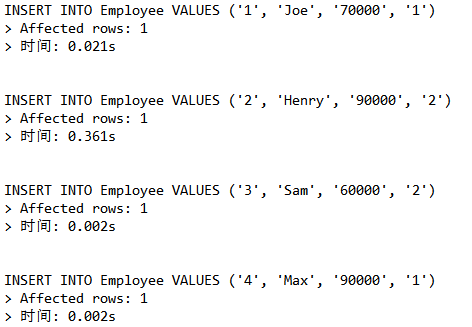 INSERT INTO Employee VALUES ('1', 'Joe', '70000', '1')
> Affected rows: 1
> 时间: 0.021s
INSERT INTO Employee VALUES ('2', 'Henry', '90000', '2')
> Affected rows: 1
> 时间: 0.361s
INSERT INTO Employee VALUES ('3', 'Sam', '60000', '2')
> Affected rows: 1
> 时间: 0.002s
INSERT INTO Employee VALUES ('4', 'Max', '90000', '1')
> Affected rows: 1
> 时间: 0.002s